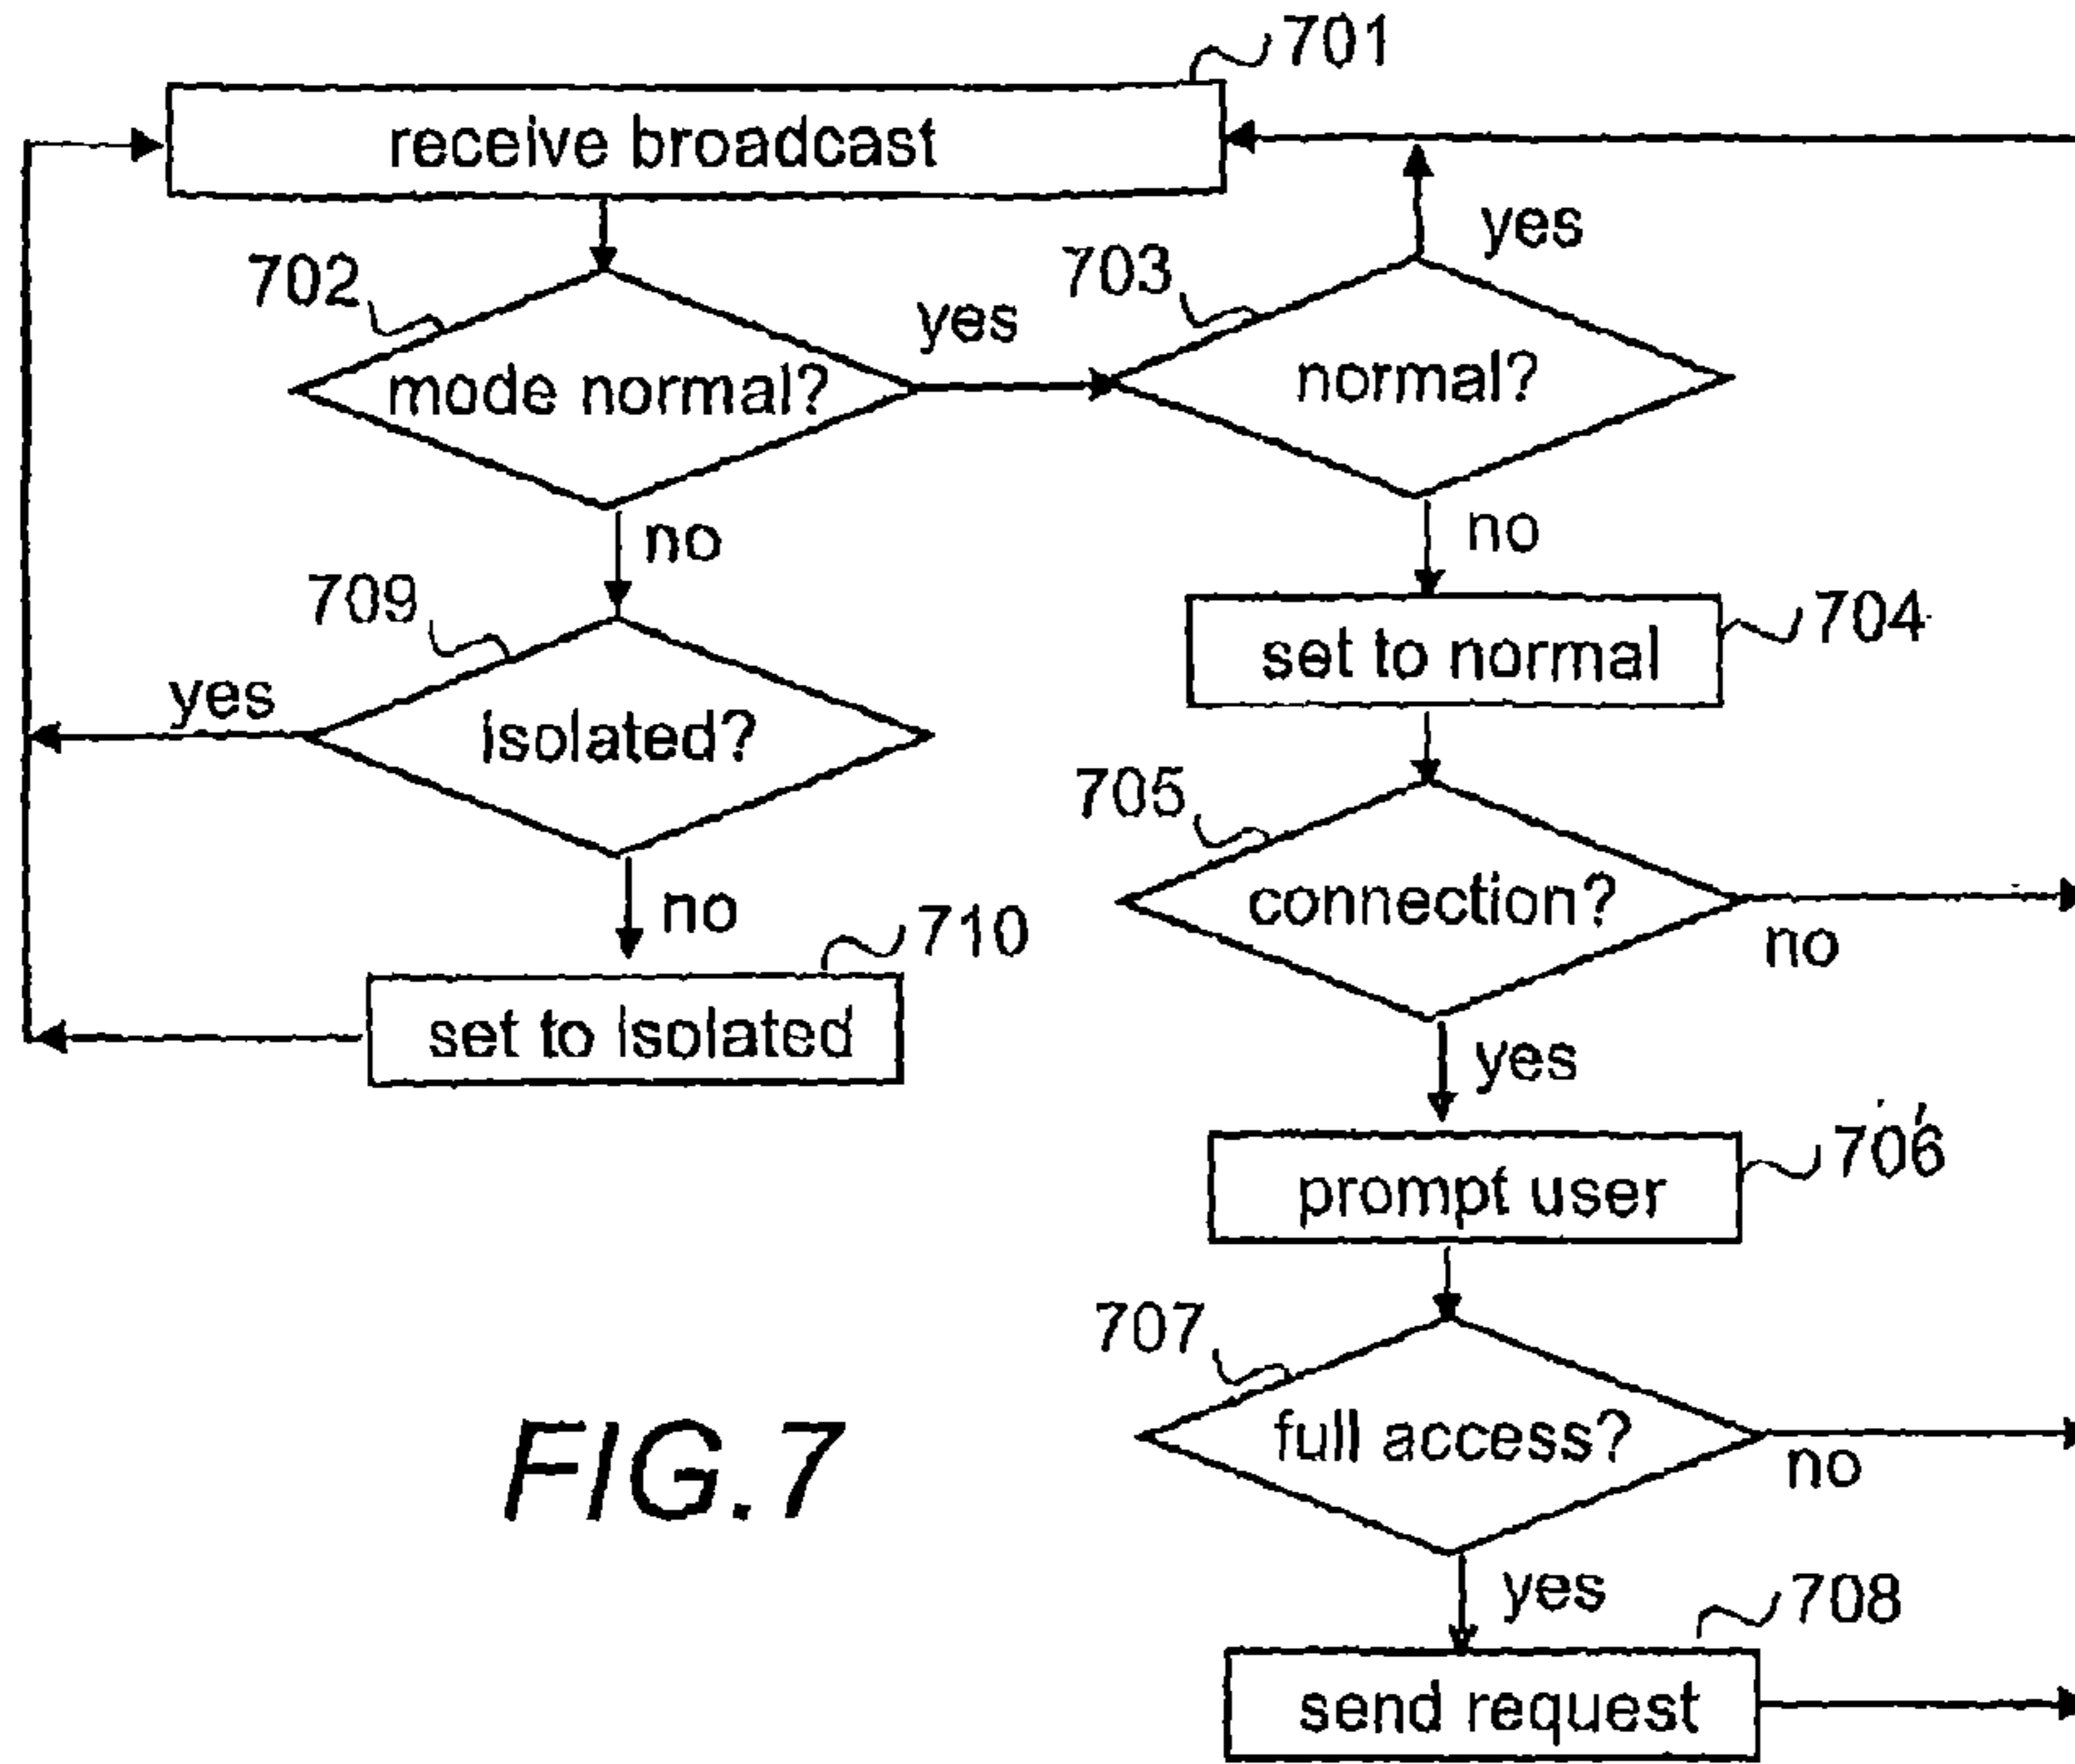 701
receive broadcast
702
mode normal?
yes
703
normal?
yes
no
no
709
isolated?
yes
704
set to normal
705
connection?
no
no
710
set to isolated
yes
706
prompt user
707
full access?
no
FIG.7
yes
708
send request